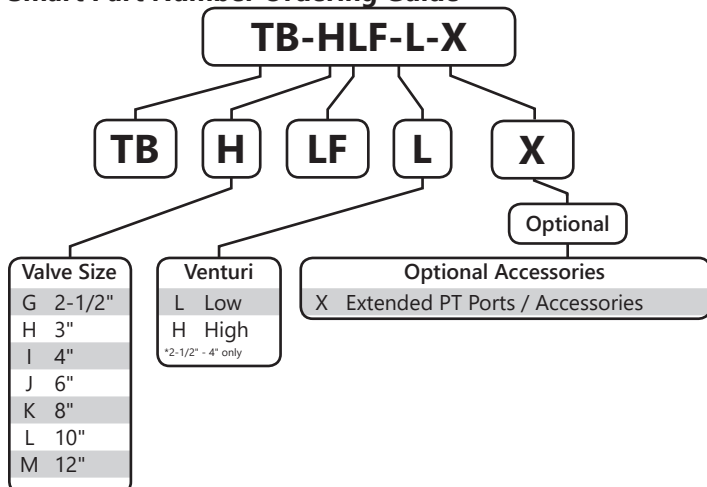 Smart Part Number Ordering Guide
TB-HLF-L-X
TB H LF L X
Optional
Valve Size
G 2-1/2"
H 3"
I 4"
J 6"
K 8"
L 10"
M 12"
Venturi
L Low
H High
*2-1/2" - 4" only
Optional Accessories
X Extended PT Ports / Accessories